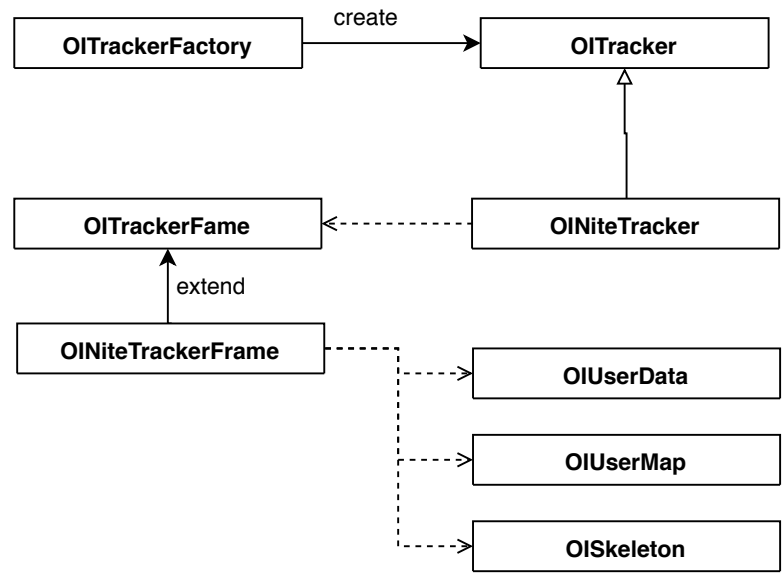 create
OITrackerFactory
OITracker
OITrackerFame
OINiteTracker
extend
OINiteTrackerFrame
OIUserData
OIUserMap
OISkeleton